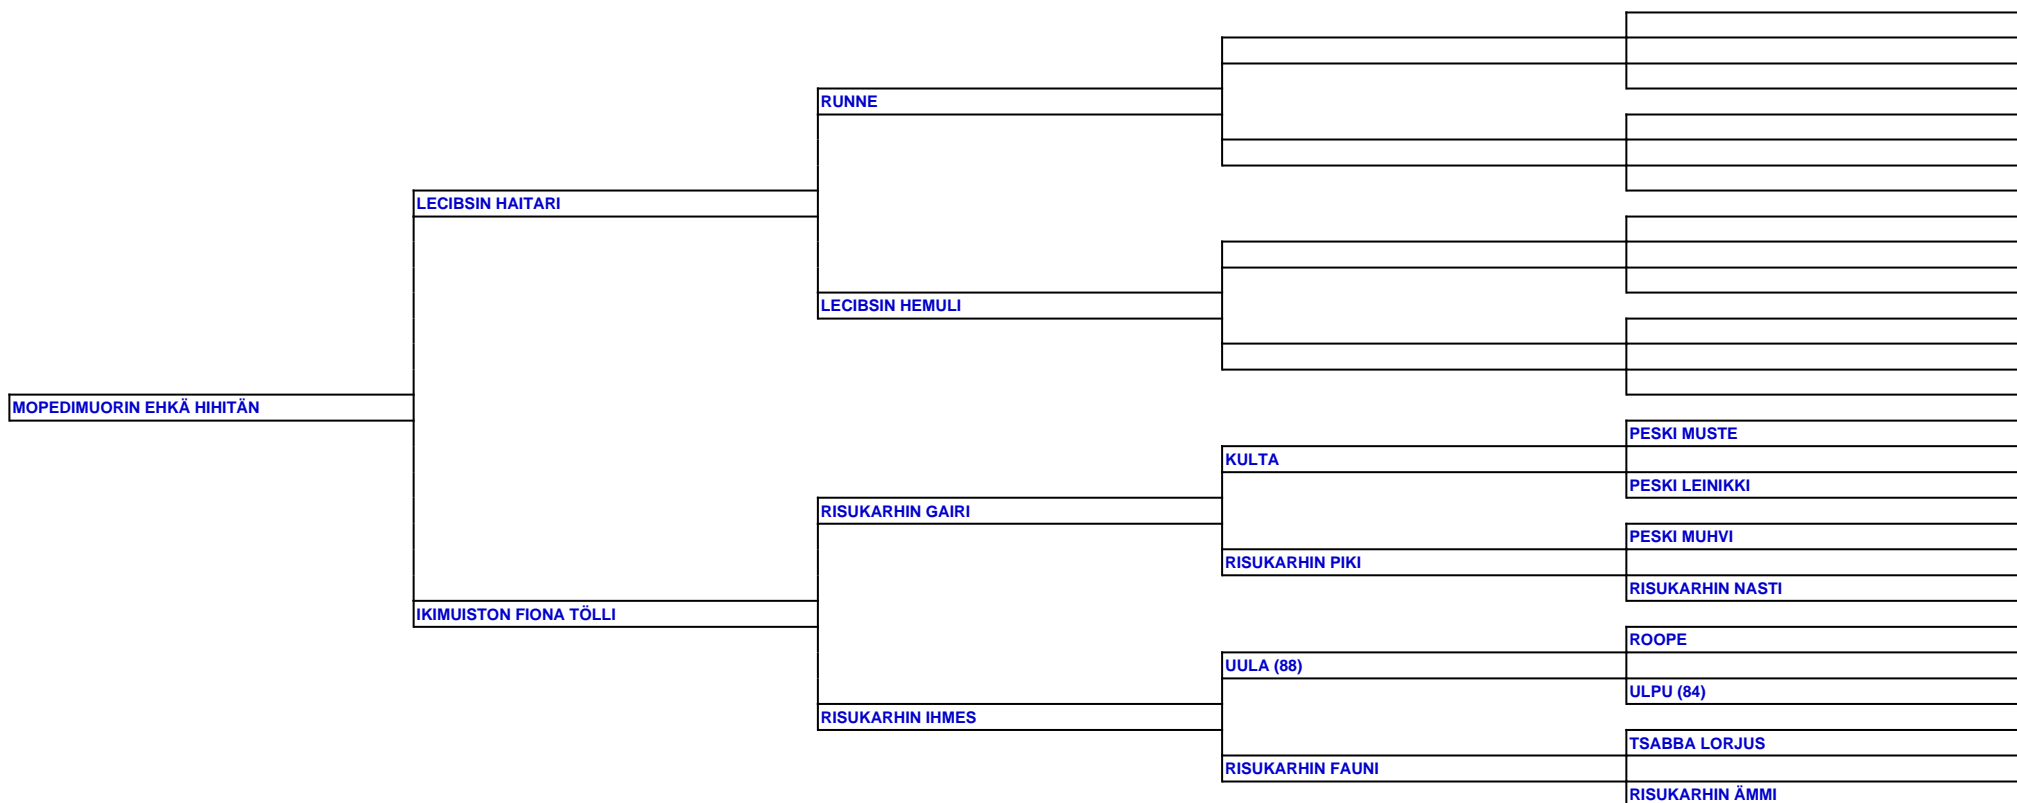 RUNNE
LECIBSIN HAITARI
LECIBSIN HEMULI
MOPEDIMUORIN EHKÄ HIHITÄN
PESKI MUSTE
KULTA
PESKI LEINIKKI
RISUKARHIN GAIRI
PESKI MUHVI
RISUKARHIN PIKI
RISUKARHIN NASTI
IKIMUISTON FIONA TÖLLI
ROOPE
UULA (88)
ULPU (84)
RISUKARHIN IHMES
TSABBA LORJUS
RISUKARHIN FAUNI
RISUKARHIN ÄMMI